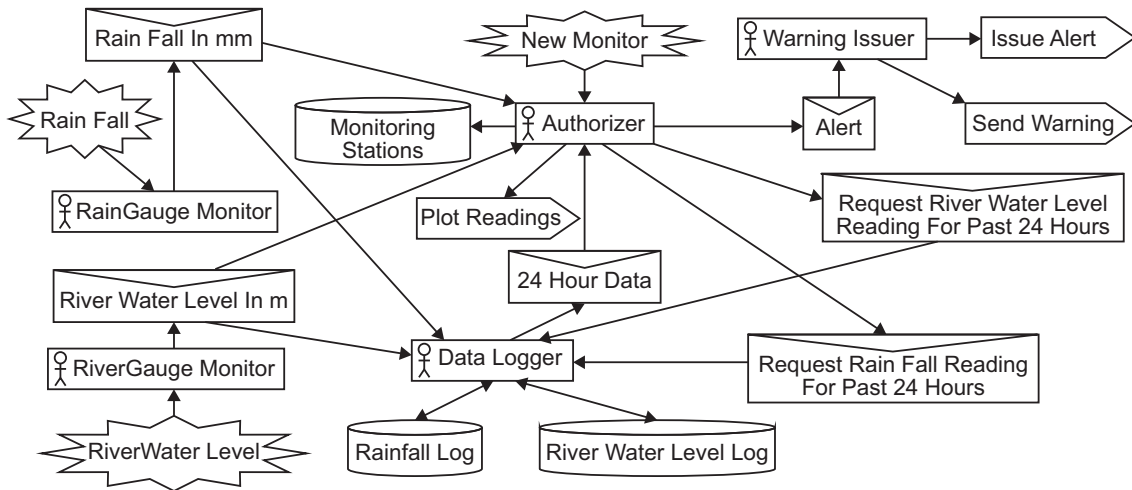 Rain Fall In mm
New Monitor
Warning Issuer
Issue Alert
Rain Fall
Monitoring
Stations
Authorizer
Alert
Send Warning
RainGauge Monitor
Plot Readings
Request River Water Level
Reading For Past 24 Hours
River Water Level In m
24 Hour Data
RiverGauge Monitor
Data Logger
Request Rain Fall Reading
For Past 24 Hours
RiverWater Level
Rainfall Log
River Water Level Log